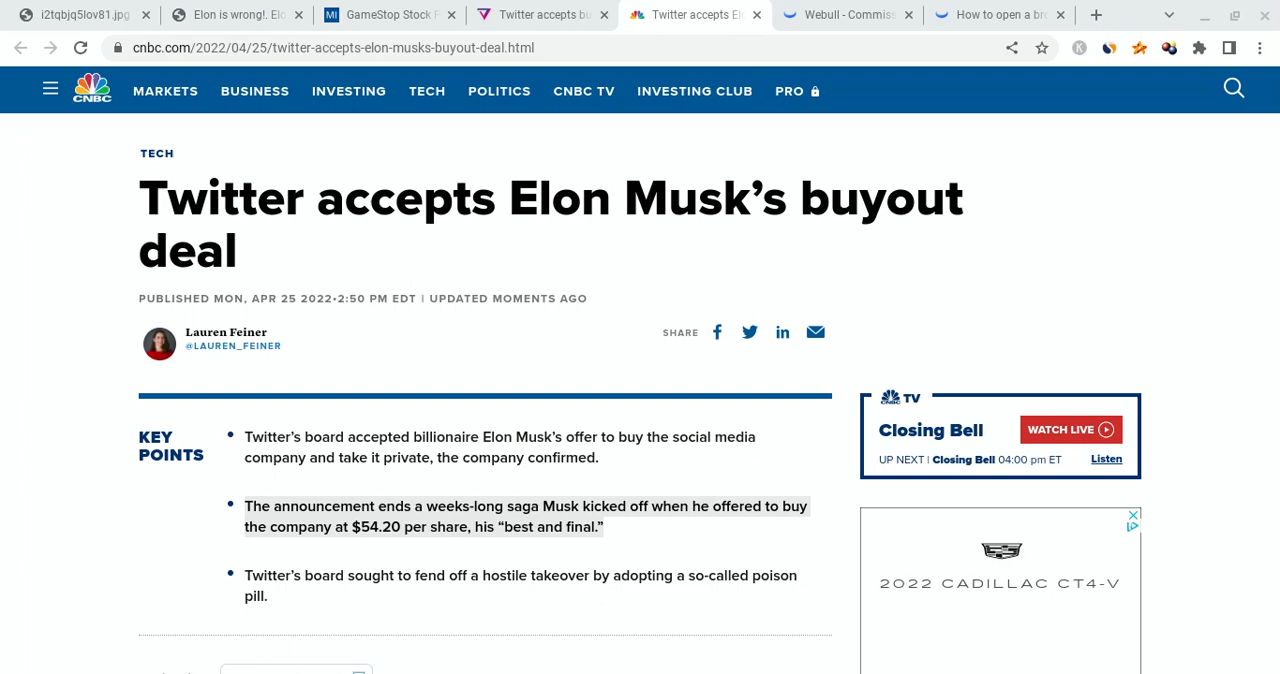 i2tqbjq5lov81.jpg
Elon is wrong!. Elo
GameStop Stock F
Twitter accepts bu
Twitter accepts El
Webull - Commis
How to open a br
cnbc.com/2022/04/25/twitter-accepts-elon-musks-buyout-deal.html
CNBC
MARKETS BUSINESS INVESTING TECH POLITICS CNBC TV INVESTING CLUB PRO
TECH
Twitter accepts Elon Musk’s buyout
deal
PUBLISHED MON, APR 25 2022•2:50 PM EDT | UPDATED MOMENTS AGO
Lauren Feiner
@LAUREN_FEINER
SHARE
KEY
POINTS
Twitter’s board accepted billionaire Elon Musk’s offer to buy the social media
company and take it private, the company confirmed.
The announcement ends a weeks-long saga Musk kicked off when he offered to buy
the company at $54.20 per share, his “best and final.”
Twitter’s board sought to fend off a hostile takeover by adopting a so-called poison
pill.
CNBC TV
Closing Bell
WATCH LIVE
UP NEXT | Closing Bell 04:00 pm ET
Listen
2022 CADILLAC CT4-V